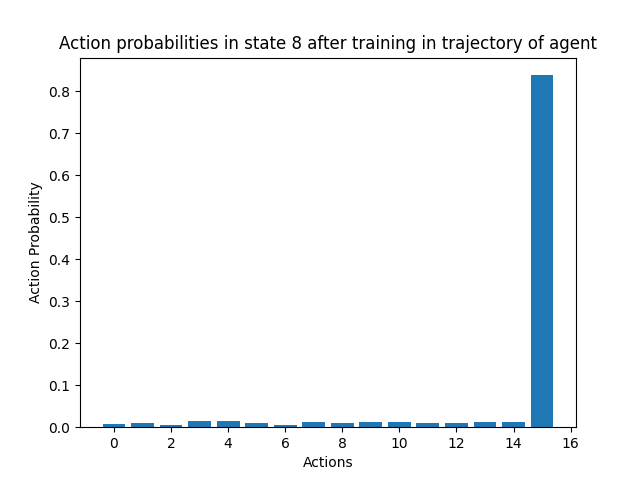 Action probabilities in state 8 after training in trajectory of agent
0.8
0.7
0.6
0.5
0.4
0.3
0.2
0.1
0.0
Action Probability
0 2 4 6 8 10 12 14 16
Actions